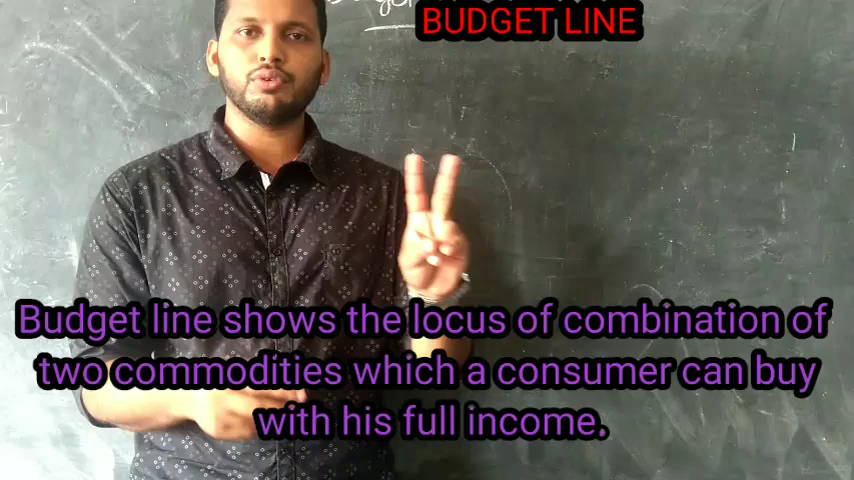 BUDGET LINE
Budget line shows the locus of combination of
two commodities which a consumer can buy
with his full income.